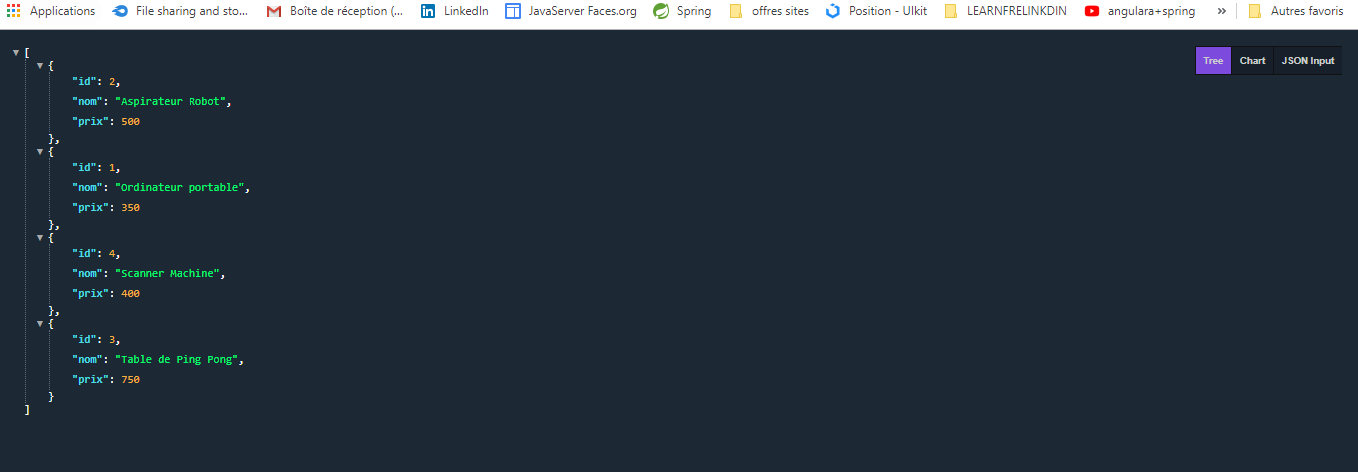 Applications File sharing and sto... Boîte de réception (... LinkedIn JavaServer Faces.org Spring offres sites Position - UIkit LEARNFRELINKDIN angulara+spring » Autres favoris
Tree Chart JSON Input
[
{
"id": 2,
"nom": "Aspirateur Robot",
"prix": 500
},
{
"id": 1,
"nom": "Ordinateur portable",
"prix": 350
},
{
"id": 4,
"nom": "Scanner Machine",
"prix": 400
},
{
"id": 3,
"nom": "Table de Ping Pong",
"prix": 750
}
]